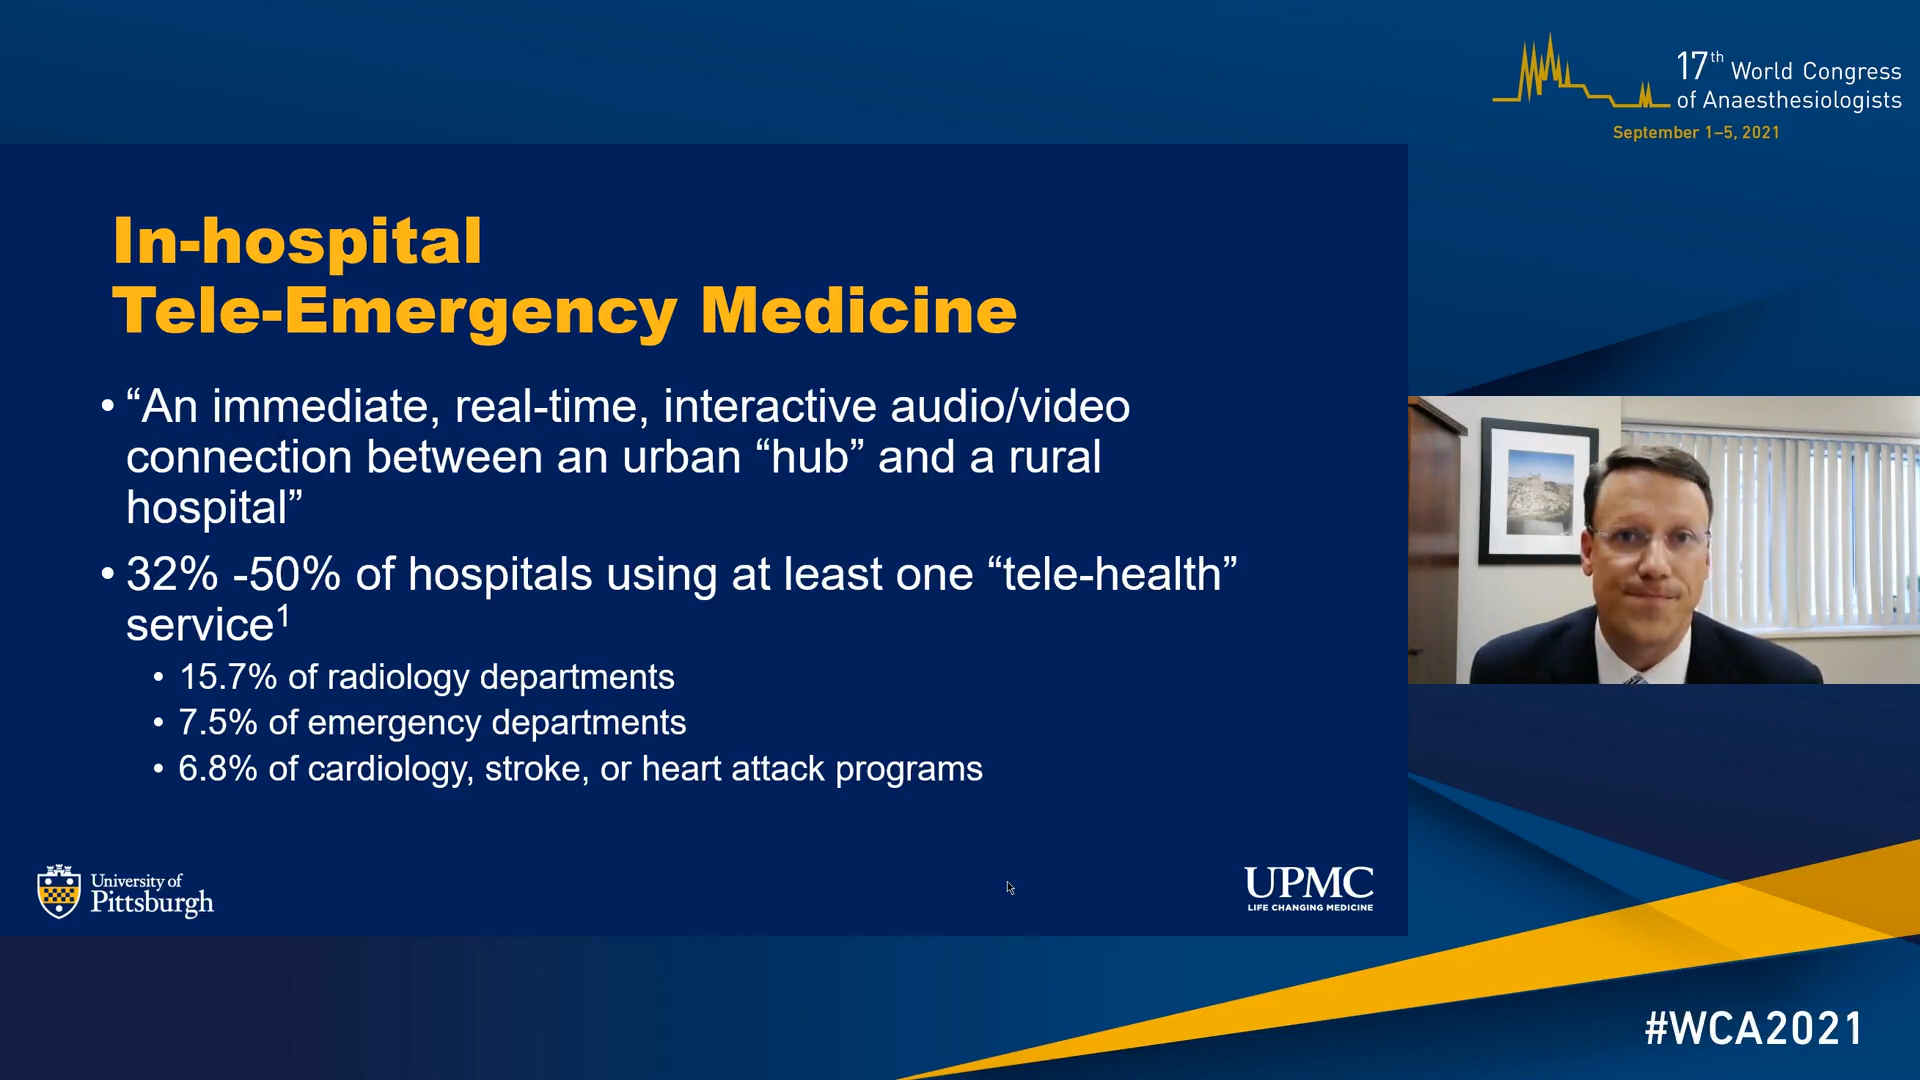 17th World Congress
of Anaesthesiologists
September 1–5, 2021
In-hospital
Tele-Emergency Medicine
• “An immediate, real-time, interactive audio/video
connection between an urban “hub” and a rural
hospital”
• 32% -50% of hospitals using at least one “tele-health”
service1
• 15.7% of radiology departments
• 7.5% of emergency departments
• 6.8% of cardiology, stroke, or heart attack programs
University of
Pittsburgh
UPMC
LIFE CHANGING MEDICINE
#WCA2021